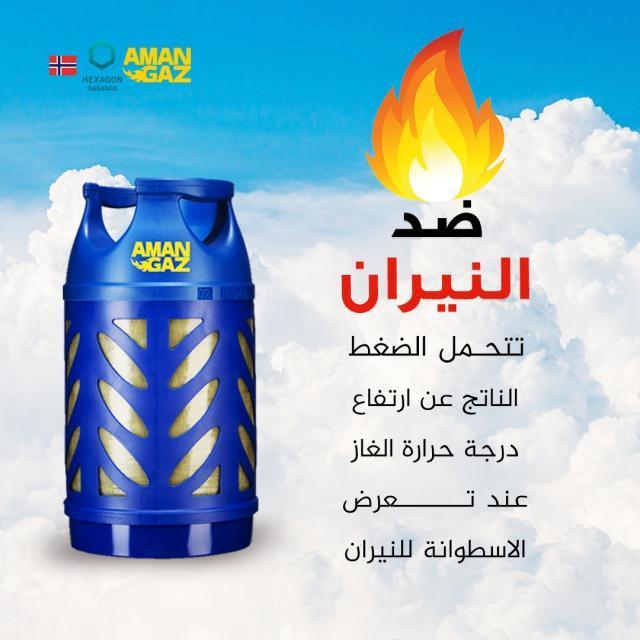 HEXAGON
RAGASCO
AMAN
GAZ
AMAN
GAZ
ضد
النيران
تتحمل الضغط
الناتج عن ارتفاع
درجة حرارة الغاز
عند تعرض
الاسطوانة للنيران